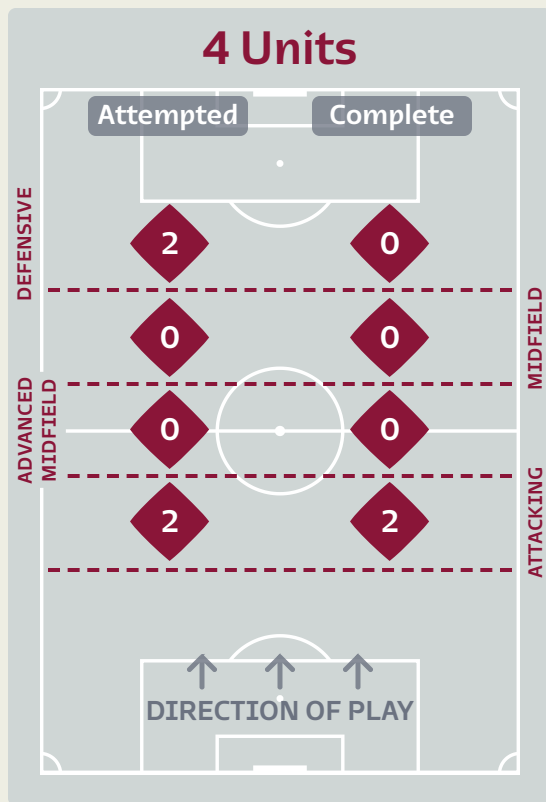 4 Units
Attempted Complete
DEFENSIVE
2 0
MIDFIELD
0 0
ADVANCED
MIDFIELD
0 0
ATTACKING
2 2
DIRECTION OF PLAY